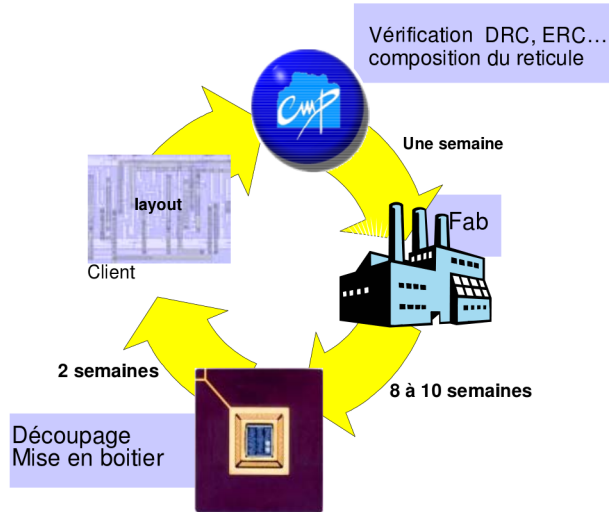 Vérification DRC, ERC...
composition du reticule
cmp
Une semaine
layout
Fab
Client
2 semaines
8 à 10 semaines
Découpage
Mise en boitier